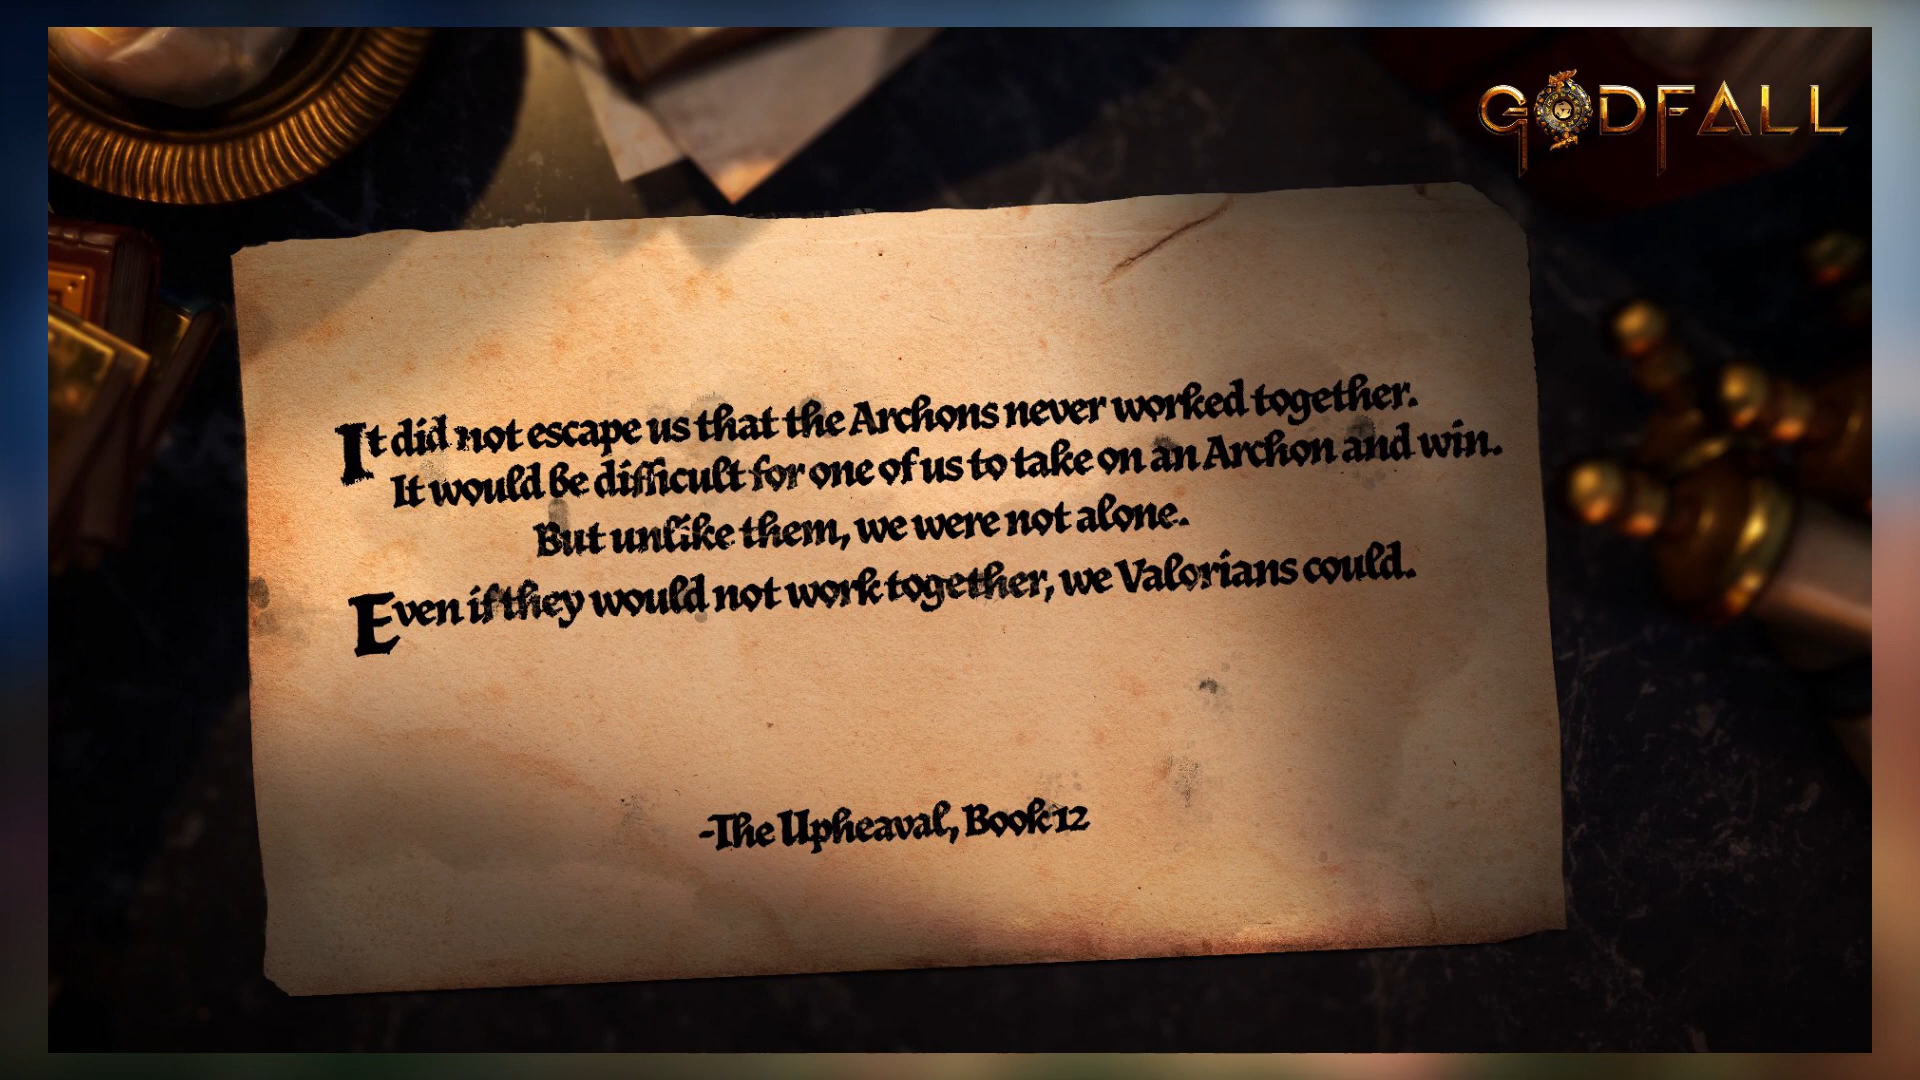 GODFALL
It did not escape us that the Archons never worked together.
It would be difficult for one of us to take on an Archon and win.
But unlike them, we were not alone.
Even if they would not work together, we Valorians could.
-The Upheaval, Book 12